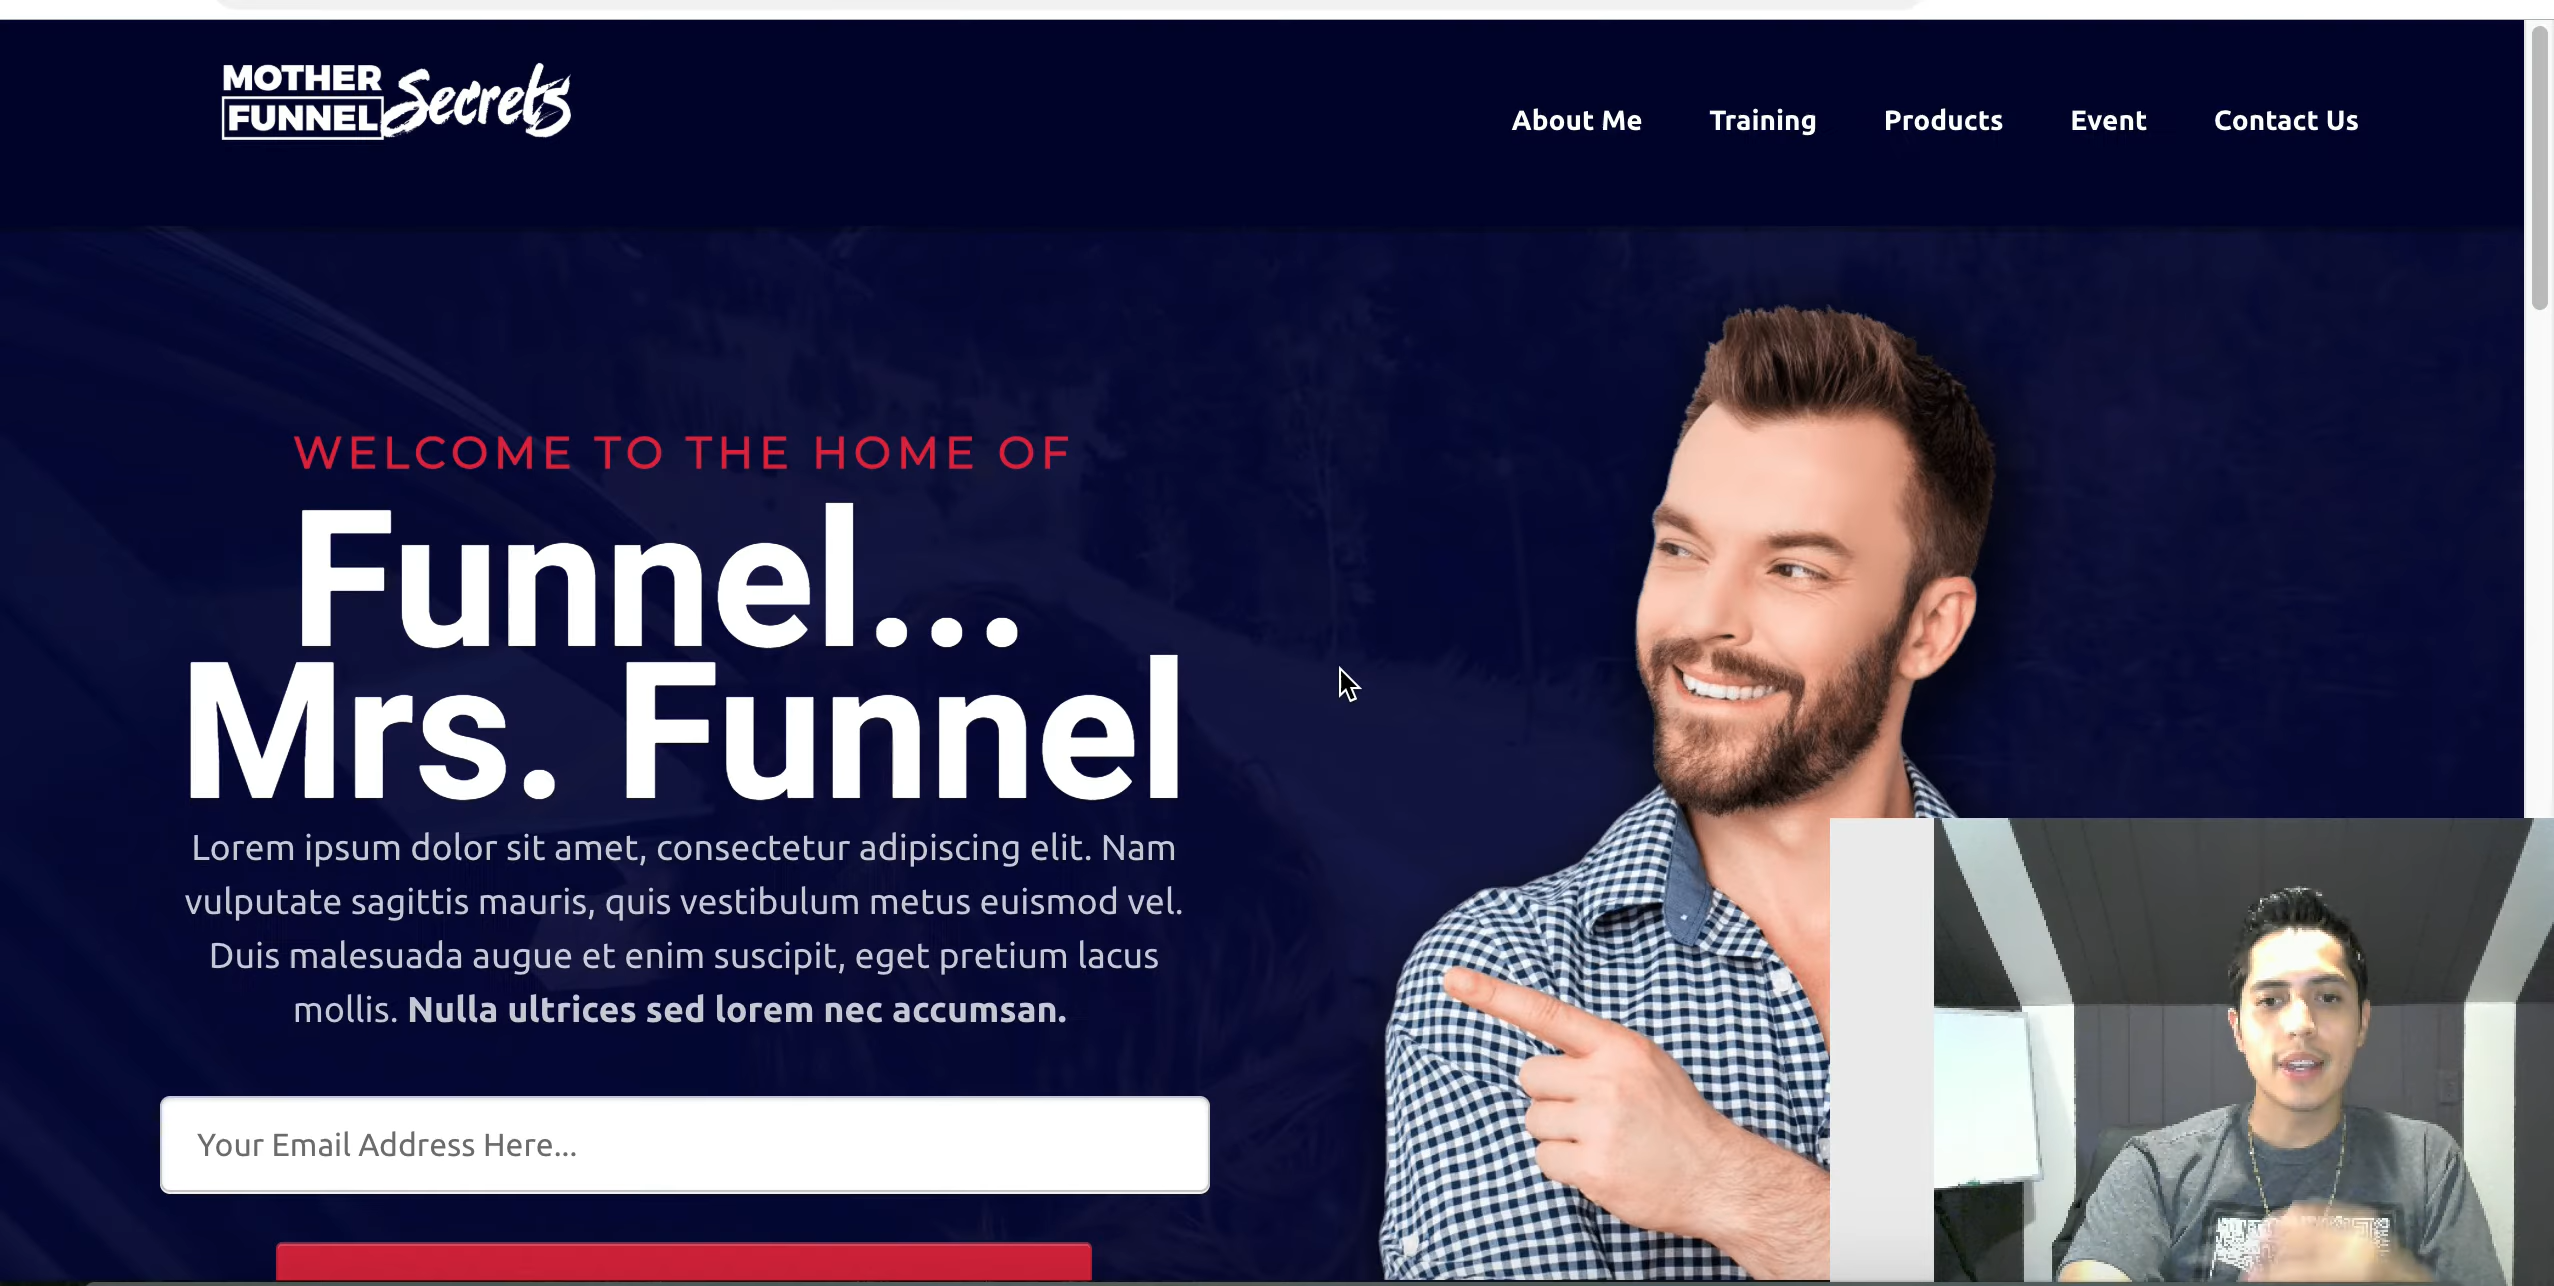 MOTHER
FUNNEL Secrets
About Me Training Products Event Contact Us
WELCOME TO THE HOME OF
Funnel...
Mrs. Funnel
Lorem ipsum dolor sit amet, consectetur adipiscing elit. Nam
vulputate sagittis mauris, quis vestibulum metus euismod vel.
Duis malesuada augue et enim suscipit, eget pretium lacus
mollis. Nulla ultrices sed lorem nec accumsan.
Your Email Address Here...